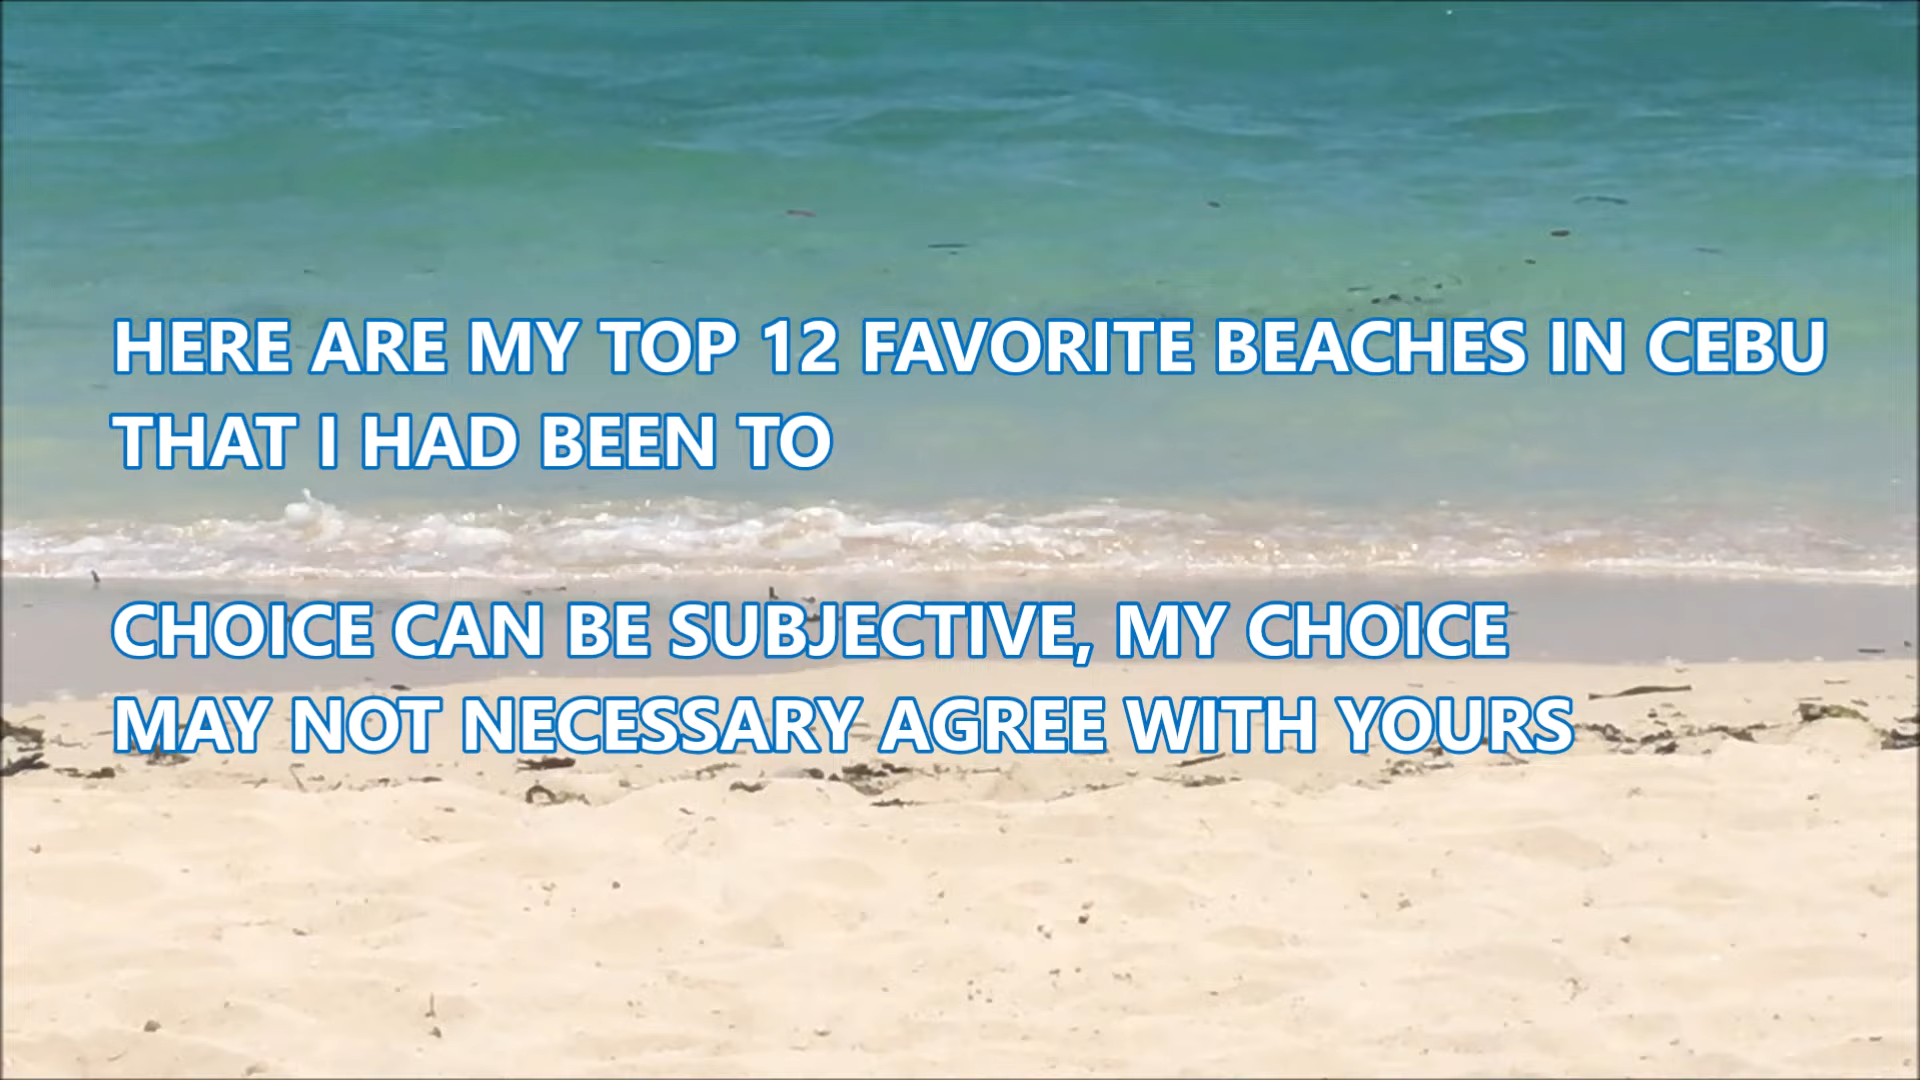 HERE ARE MY TOP 12 FAVORITE BEACHES IN CEBU
THAT I HAD BEEN TO
CHOICE CAN BE SUBJECTIVE, MY CHOICE
MAY NOT NECESSARY AGREE WITH YOURS